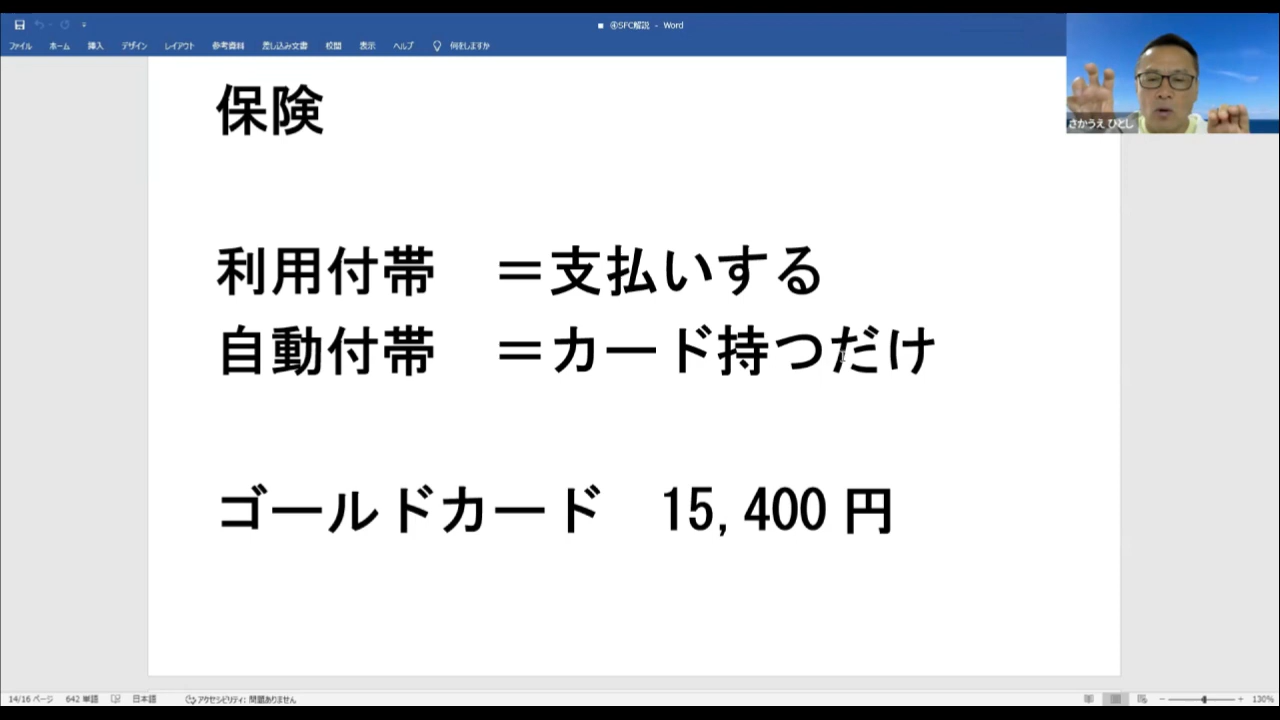 ■ ④SFC解説 - Word
ファイル ホーム 挿入 デザイン レイアウト 参考資料 差し込み文書 校閲 表示 ヘルプ 何をしますか
さかうえ ひとし
保険
利用付帯 ＝支払いする
自動付帯 ＝カード持つだけ
ゴールドカード 15,400円
14/16 ページ 642 単語 日本語 アクセシビリティ: 問題ありません 130%